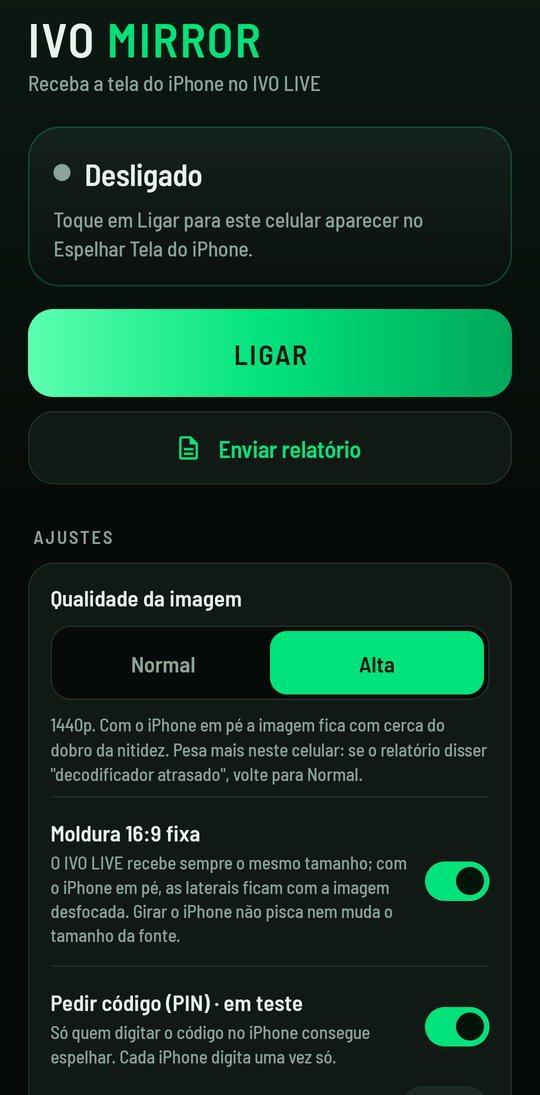 IVO MIRROR
Receba a tela do iPhone no IVO LIVE
Desligado
Toque em Ligar para este celular aparecer no
Espelhar Tela do iPhone.
LIGAR
Enviar relatório
AJUSTES
Qualidade da imagem
Normal
Alta
1440p. Com o iPhone em pé a imagem fica com cerca do
dobro da nitidez. Pesa mais neste celular: se o relatório disser
"decodificador atrasado", volte para Normal.
Moldura 16:9 fixa
O IVO LIVE recebe sempre o mesmo tamanho; com
o iPhone em pé, as laterais ficam com a imagem
desfocada. Girar o iPhone não pisca nem muda o
tamanho da fonte.
Pedir código (PIN) · em teste
Só quem digitar o código no iPhone consegue
espelhar. Cada iPhone digita uma vez só.